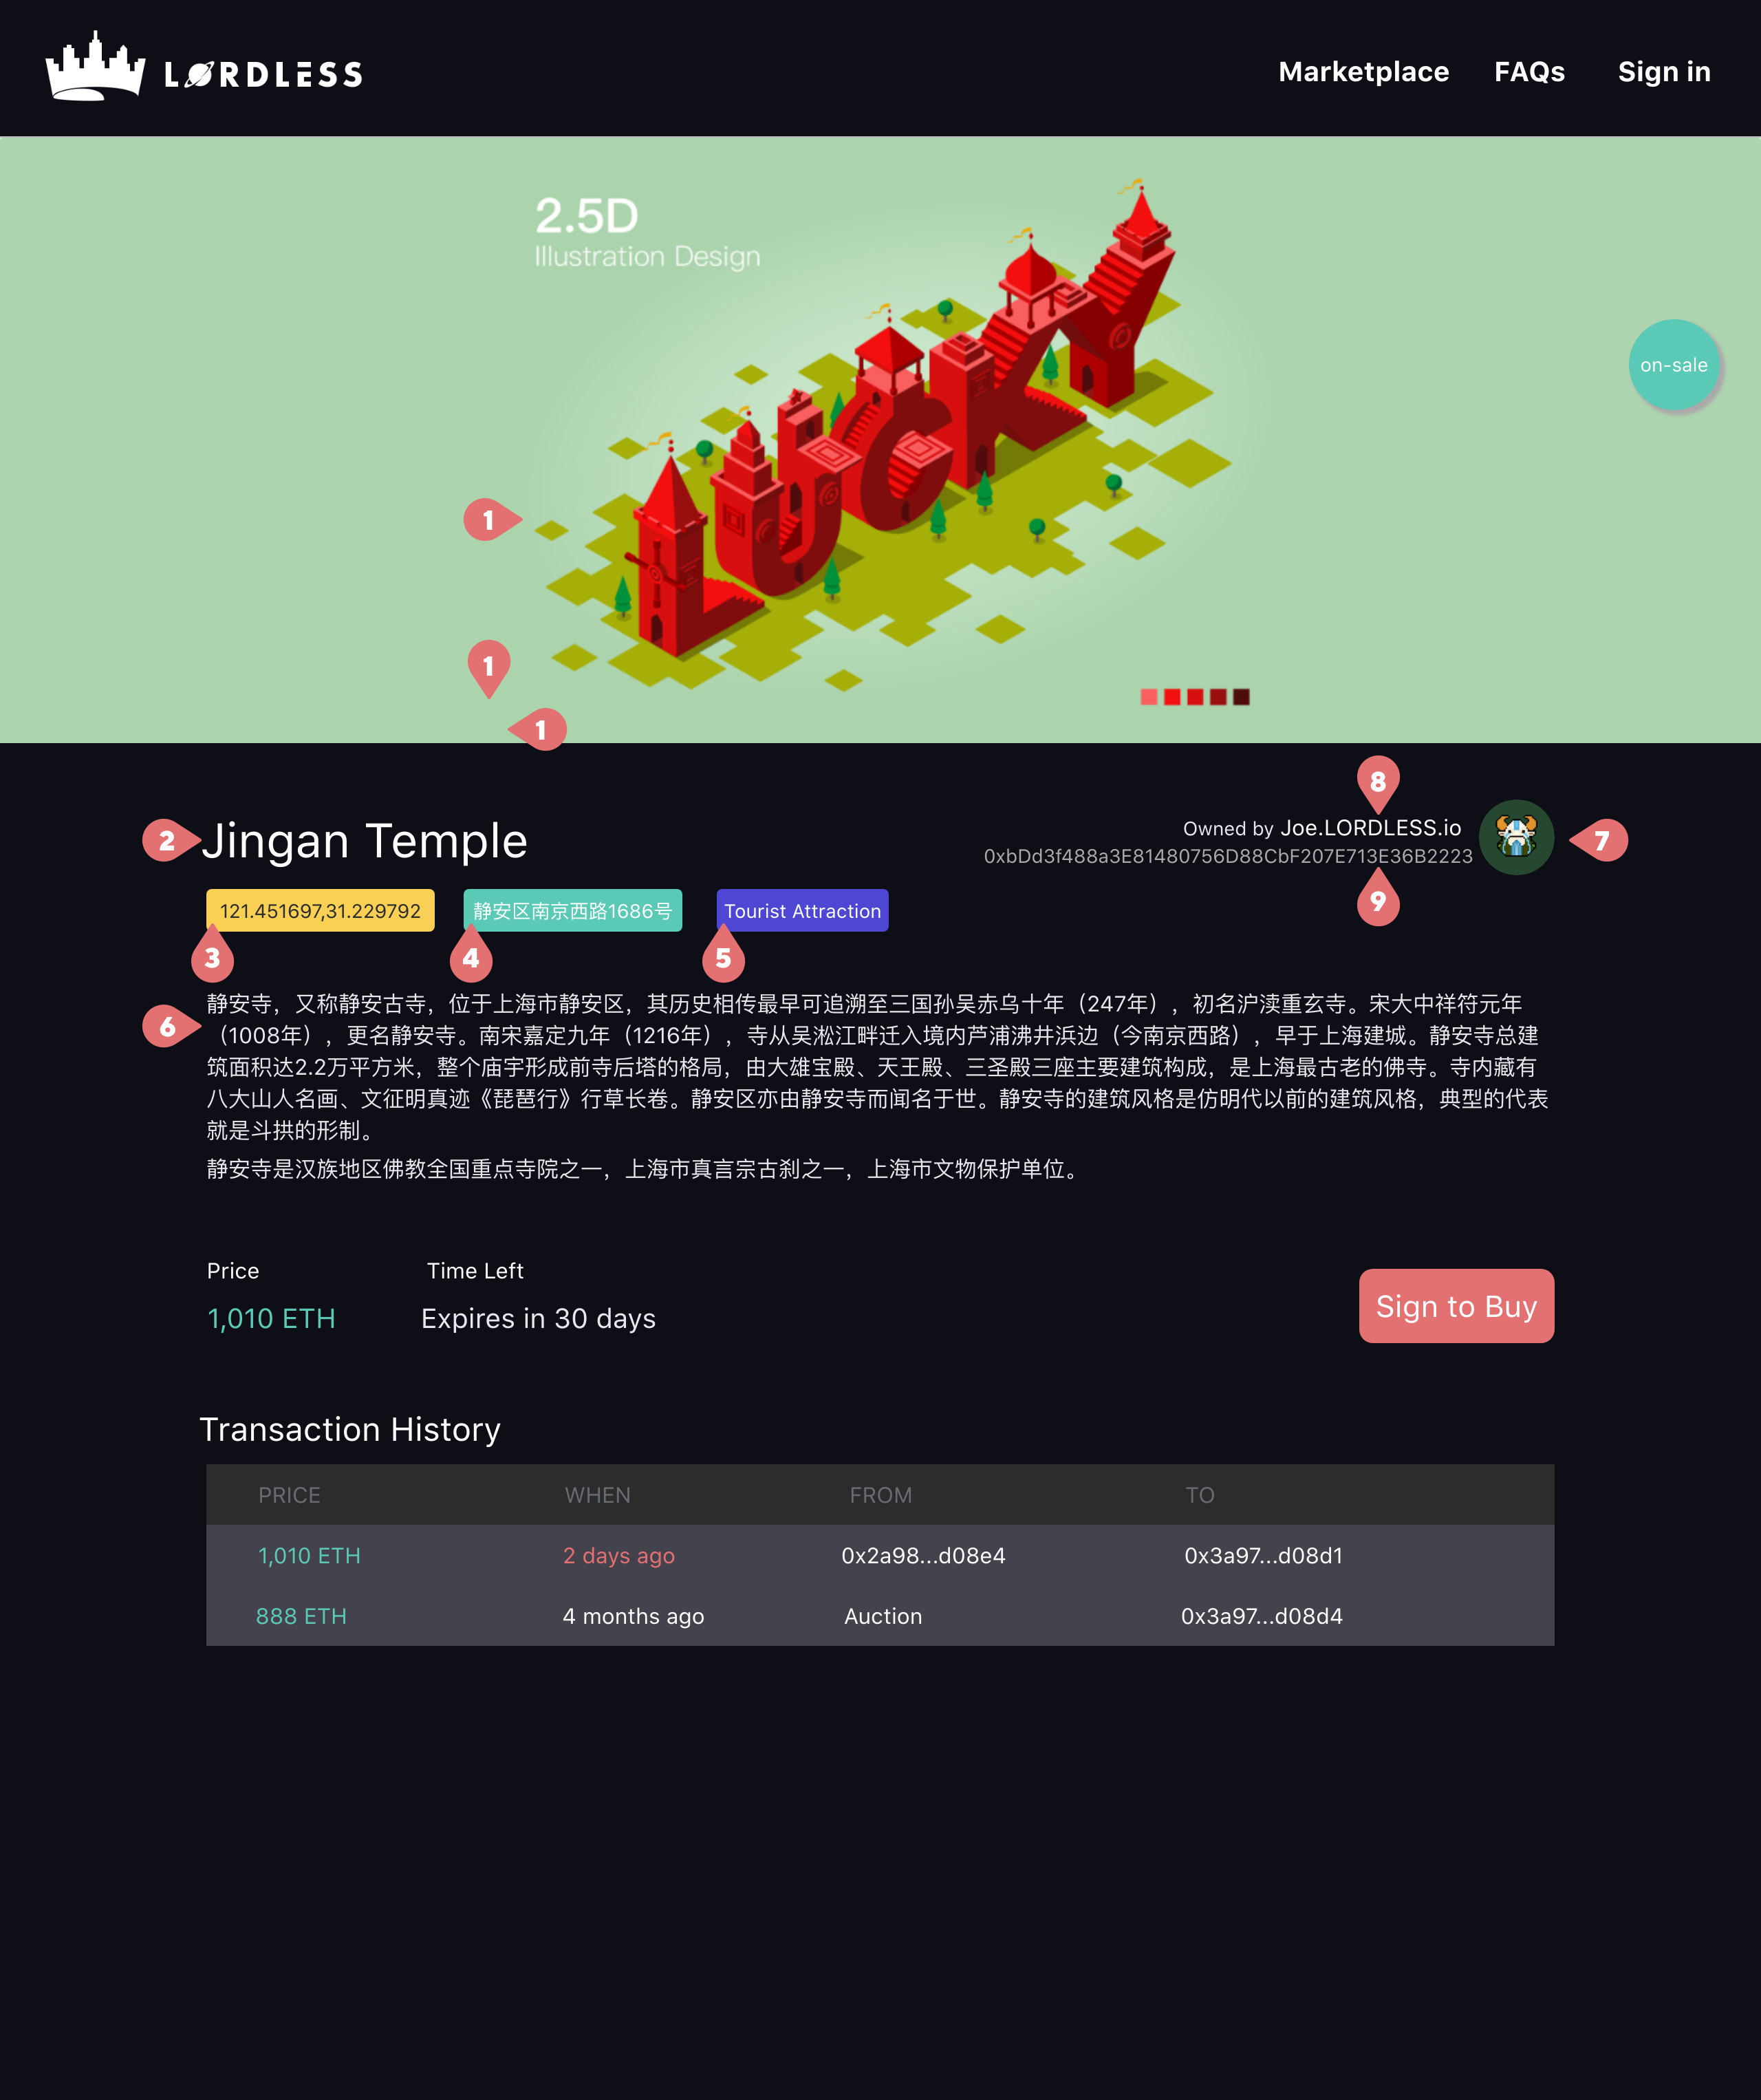 LORDLESS
Marketplace FAQs Sign in
2.5D
Illustration Design
LUCKY
on-sale
1
1
1
8
2 Jingan Temple
Owned by Joe.LORDLESS.io
0xbDd3f488a3E81480756D88CbF207E713E36B2223
7
9
121.451697,31.229792 静安区南京西路1686号 Tourist Attraction
3 4 5
6
静安寺，又称静安古寺，位于上海市静安区，其历史相传最早可追溯至三国孙吴赤乌十年（247年），初名沪渎重玄寺。宋大中祥符元年
（1008年），更名静安寺。南宋嘉定九年（1216年），寺从吴淞江畔迁入境内芦浦沸井浜边（今南京西路），早于上海建城。静安寺总建
筑面积达2.2万平方米，整个庙宇形成前寺后塔的格局，由大雄宝殿、天王殿、三圣殿三座主要建筑构成，是上海最古老的佛寺。寺内藏有
八大山人名画、文征明真迹《琵琶行》行草长卷。静安区亦由静安寺而闻名于世。静安寺的建筑风格是仿明代以前的建筑风格，典型的代表
就是斗拱的形制。
静安寺是汉族地区佛教全国重点寺院之一，上海市真言宗古刹之一，上海市文物保护单位。
Price Time Left
1,010 ETH Expires in 30 days
Sign to Buy
Transaction History
PRICE WHEN FROM TO
1,010 ETH 2 days ago 0x2a98...d08e4 0x3a97...d08d1
888 ETH 4 months ago Auction 0x3a97...d08d4